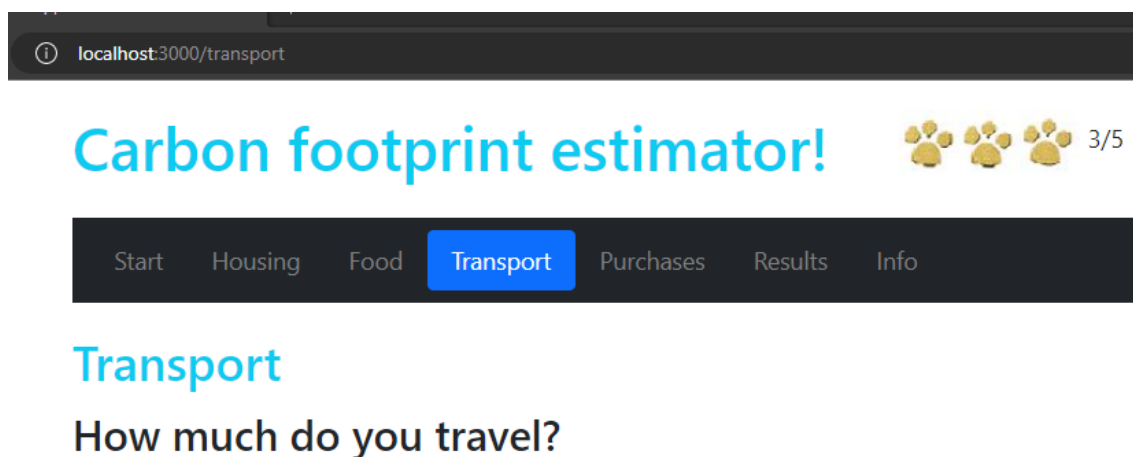 localhost:3000/transport
Carbon footprint estimator!
3/5
Start Housing Food Transport Purchases Results Info
Transport
How much do you travel?